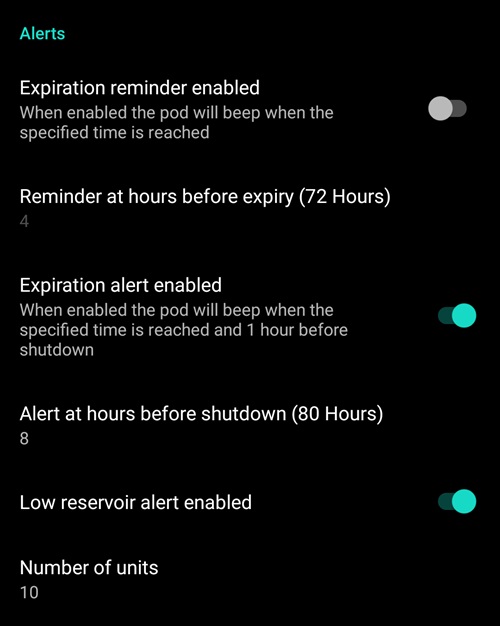 Alerts
Expiration reminder enabled
When enabled the pod will beep when the
specified time is reached
Reminder at hours before expiry (72 Hours)
4
Expiration alert enabled
When enabled the pod will beep when the
specified time is reached and 1 hour before
shutdown
Alert at hours before shutdown (80 Hours)
8
Low reservoir alert enabled
Number of units
10